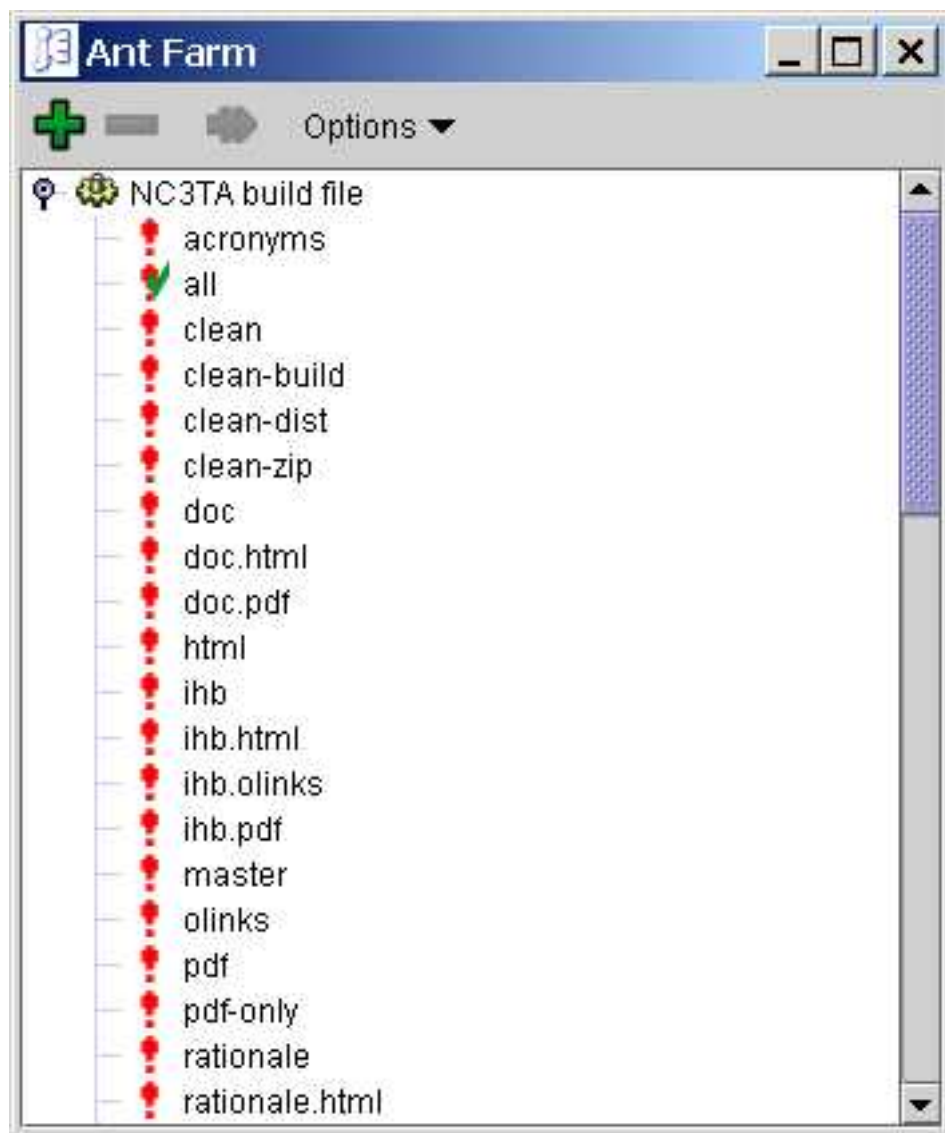 Ant Farm
Options
NC3TA build file
acronyms
all
clean
clean-build
clean-dist
clean-zip
doc
doc.html
doc.pdf
html
ihb
ihb.html
ihb.olinks
ihb.pdf
master
olinks
pdf
pdf-only
rationale
rationale.html